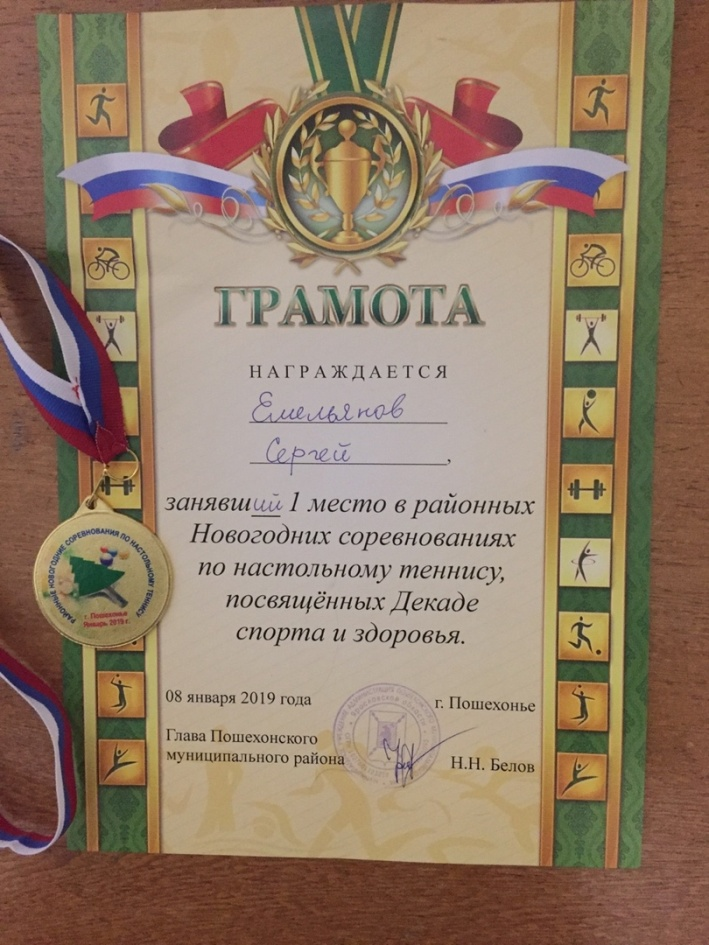 ГРАМОТА
НАГРАЖДАЕТСЯ
Емельянов
Сергей,
занявший 1 место в районных
Новогодних соревнованиях
по настольному теннису,
посвящённых Декаде
спорта и здоровья.
РАЙОННЫЕ НОВОГОДНИЕ СОРЕВНОВАНИЯ ПО НАСТОЛЬНОМУ ТЕННИСУ
г. Пошехонье
Январь 2019 г.
08 января 2019 года
г. Пошехонье
Глава Пошехонского
муниципального района
Н.Н. Белов